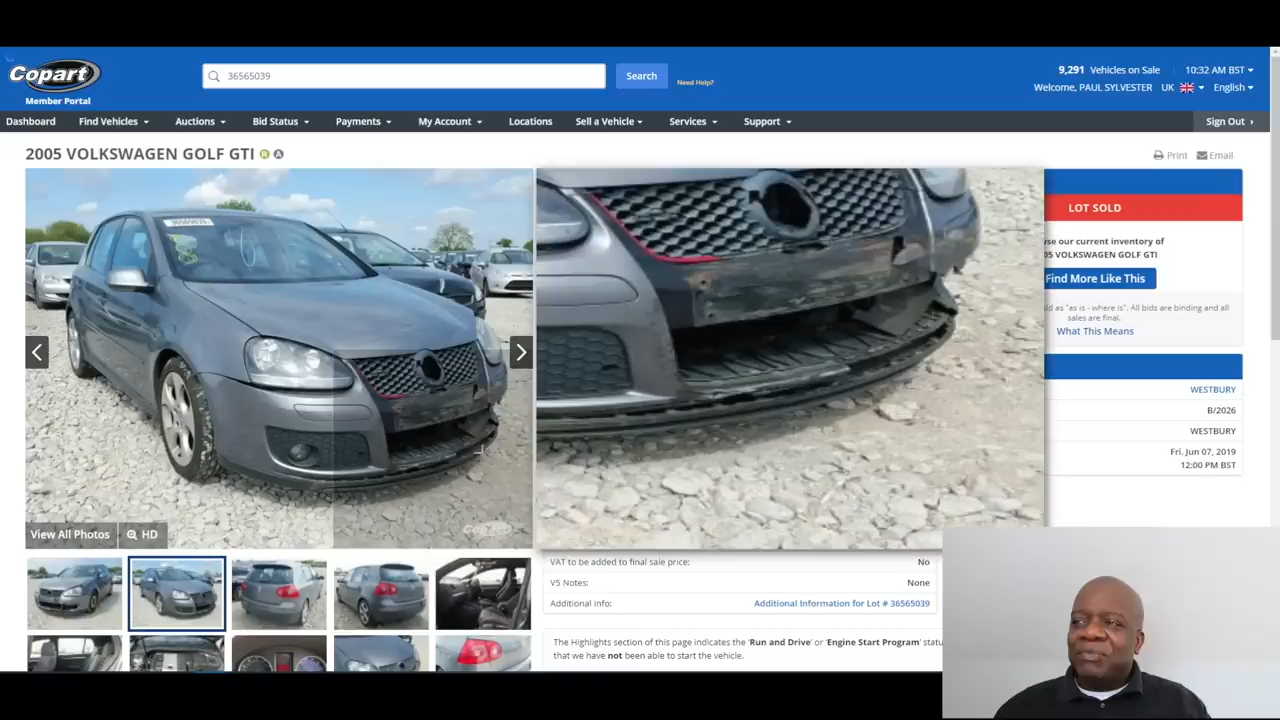 Copart
Member Portal
36565039
Search
Need Help?
9,291 Vehicles on Sale
10:32 AM BST
Welcome, PAUL SYLVESTER
UK
English
Dashboard
Find Vehicles
Auctions
Bid Status
Payments
My Account
Locations
Sell a Vehicle
Services
Support
Sign Out
2005 VOLKSWAGEN GOLF GTI R A
Print
Email
LOT SOLD
se our current inventory of
05 VOLKSWAGEN GOLF GTI
Find More Like This
ld as "as is - where is". All bids are binding and all
sales are final.
What This Means
WESTBURY
B/2026
WESTBURY
Fri. Jun 07, 2019
12:00 PM BST
View All Photos
HD
Copart
VAT to be added to final sale price:
No
V5 Notes:
None
Additional Info:
Additional Information for Lot # 36565039
The Highlights section of this page indicates the 'Run and Drive' or 'Engine Start Program' statu
that we have not been able to start the vehicle.